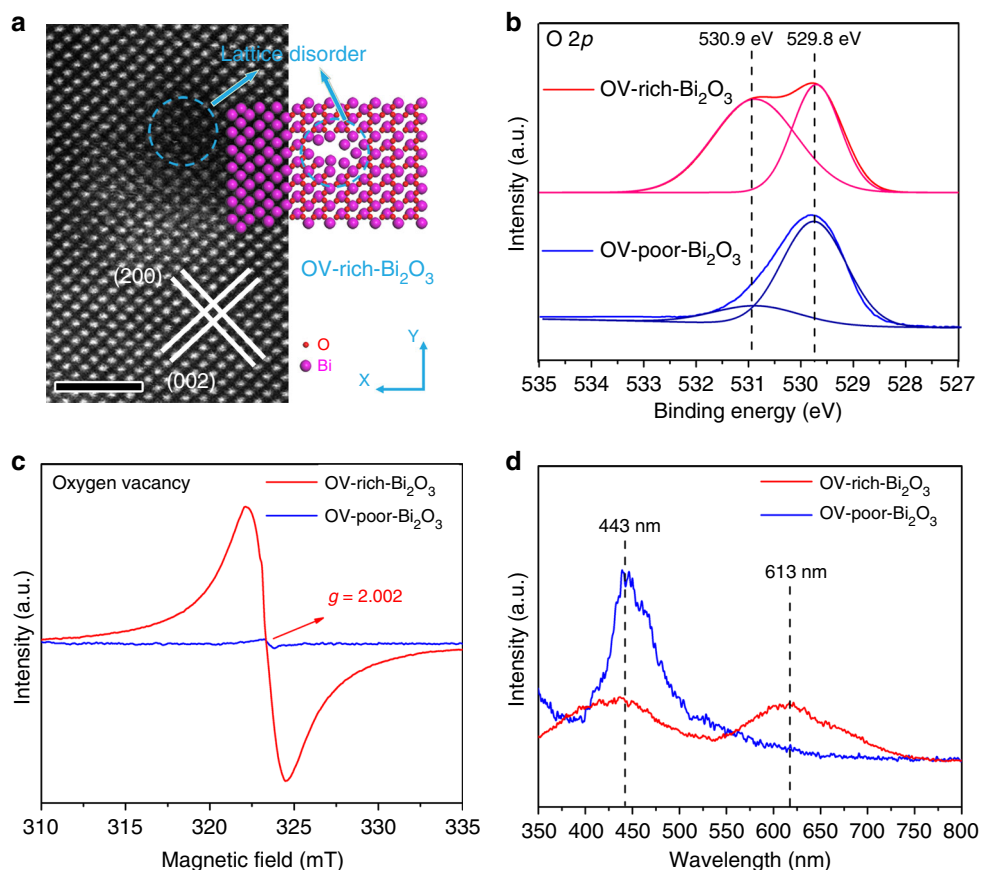 a
Lattice disorder
(200)
(002)
OV-rich-Bi₂O₃
O
Bi
Y
X
b
O 2p
530.9 eV
529.8 eV
OV-rich-Bi₂O₃
OV-poor-Bi₂O₃
Intensity (a.u.)
535 534 533 532 531 530 529 528 527
Binding energy (eV)
c
Oxygen vacancy
OV-rich-Bi₂O₃
OV-poor-Bi₂O₃
g = 2.002
Intensity (a.u.)
310 315 320 325 330 335
Magnetic field (mT)
d
OV-rich-Bi₂O₃
OV-poor-Bi₂O₃
443 nm
613 nm
Intensity (a.u.)
350 400 450 500 550 600 650 700 750 800
Wavelength (nm)